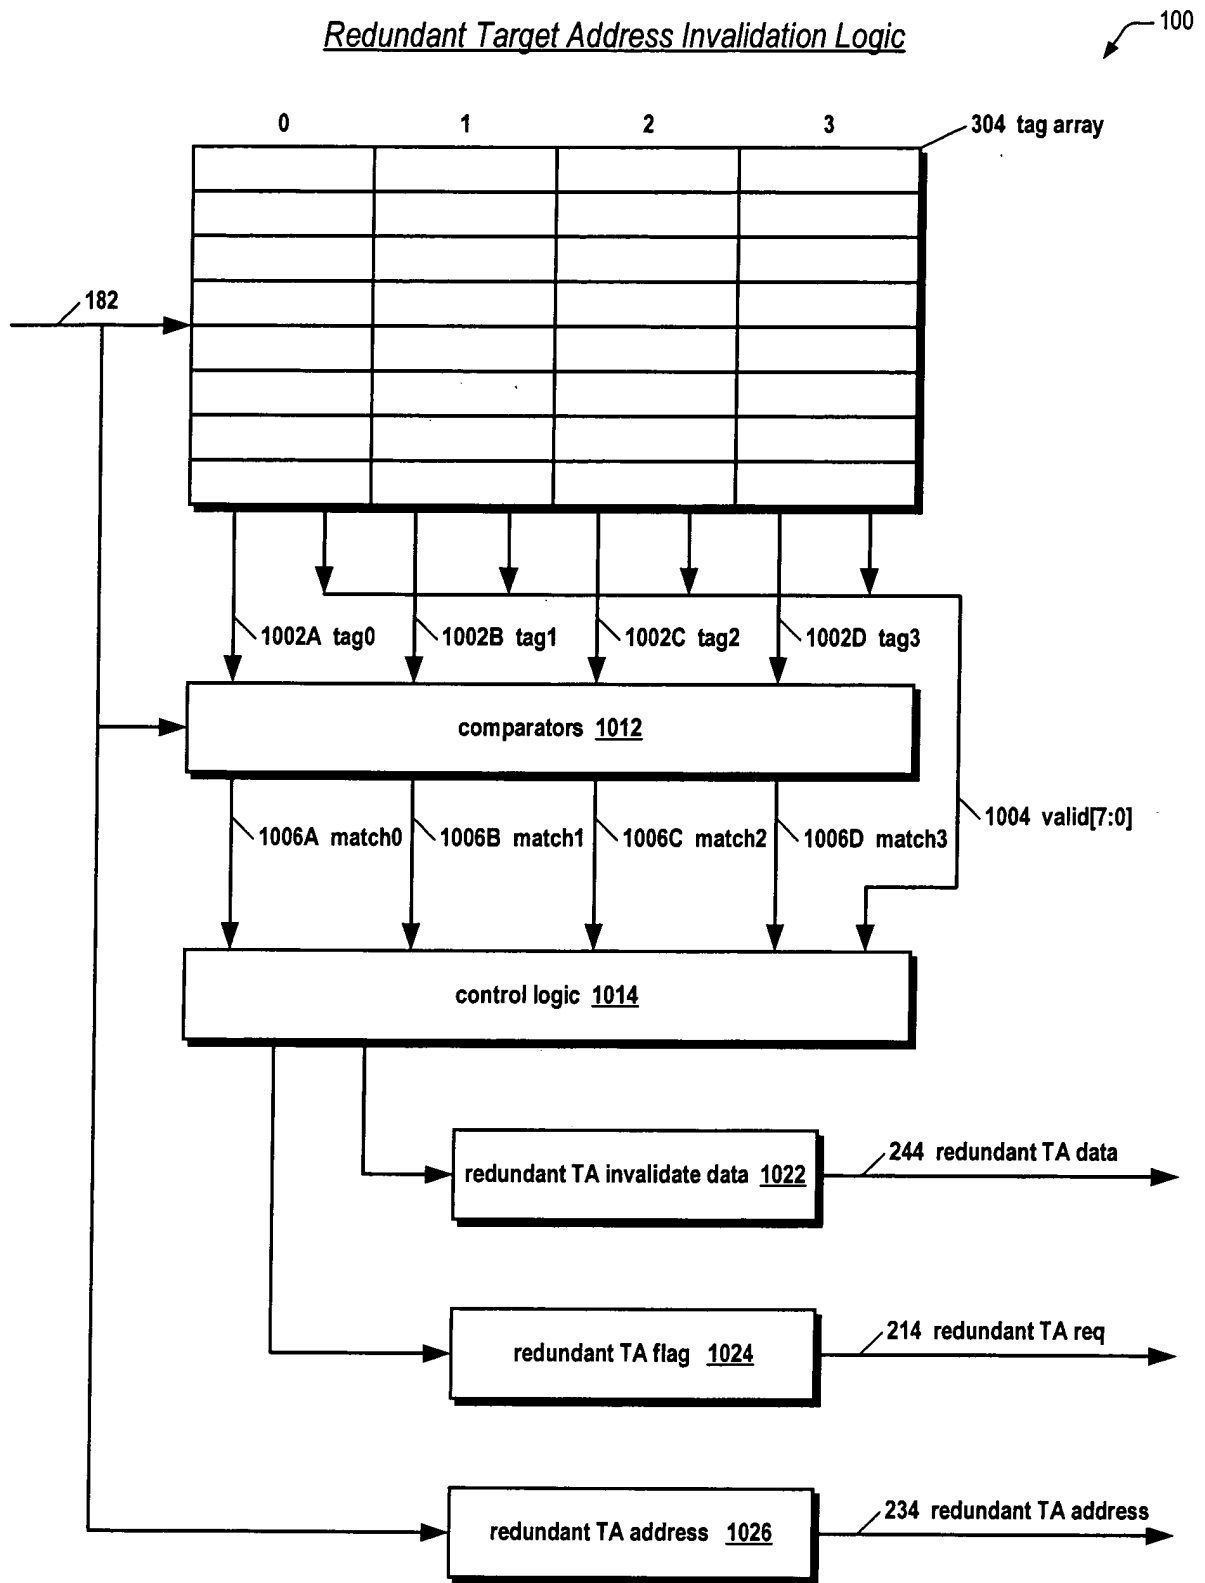 Redundant Target Address Invalidation Logic
100
0 1 2 3
304 tag array
182
1002A tag0
1002B tag1
1002C tag2
1002D tag3
comparators 1012
1006A match0
1006B match1
1006C match2
1006D match3
1004 valid[7:0]
control logic 1014
redundant TA invalidate data 1022
244 redundant TA data
redundant TA flag 1024
214 redundant TA req
redundant TA address 1026
234 redundant TA address